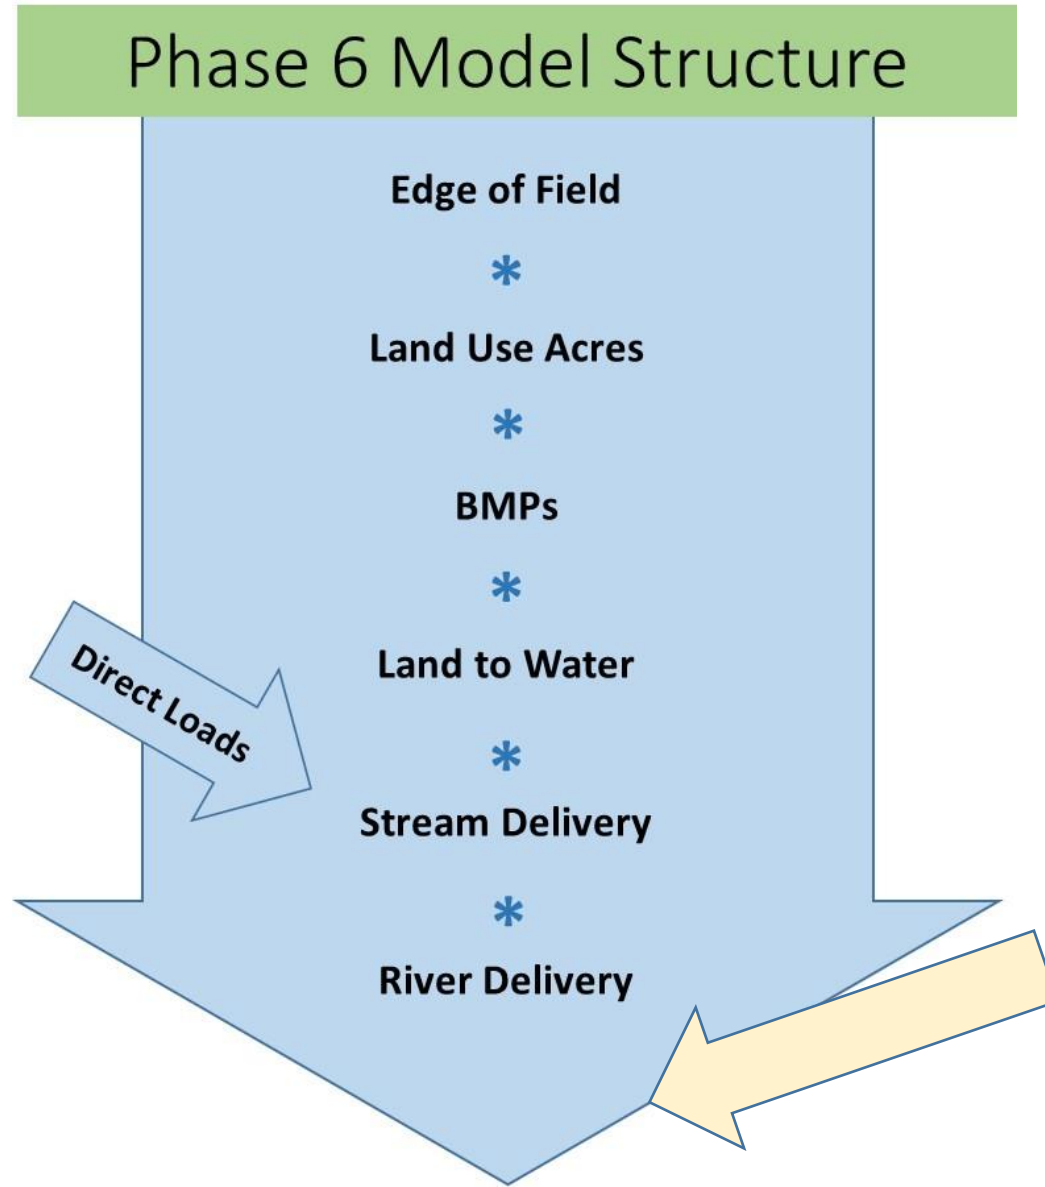 Phase 6 Model Structure
Edge of Field
*
Land Use Acres
*
BMPs
*
Land to Water
Direct Loads
*
Stream Delivery
*
River Delivery